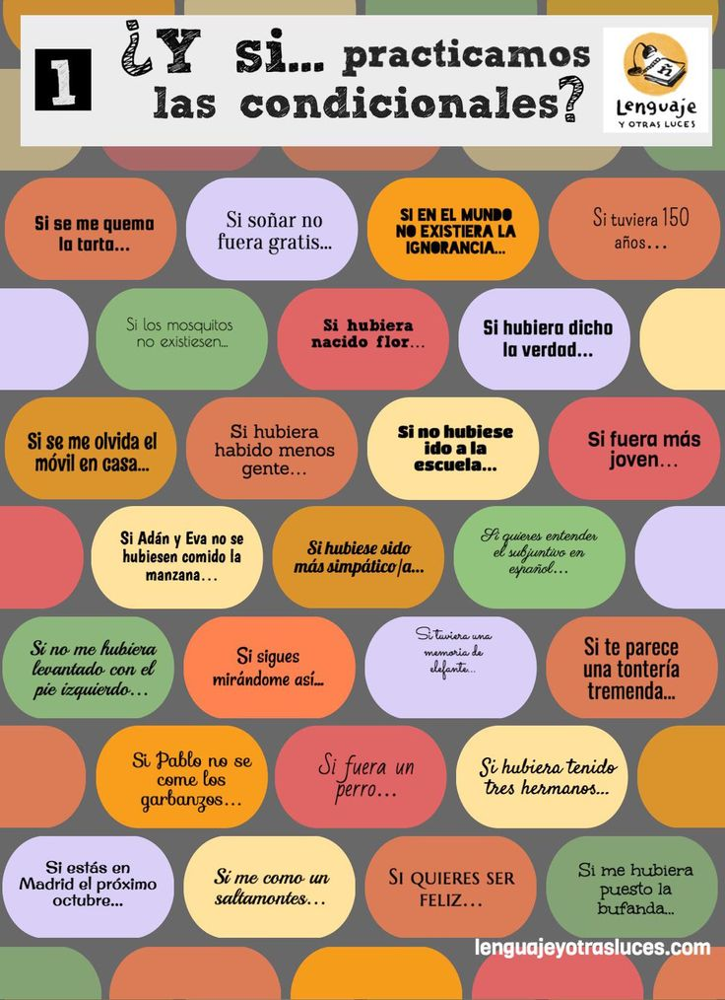 1
¿Y si... practicamos
las condicionales?
ñ
Lenguaje
Y OTRAS LUCES
Si se me quema
la tarta...
Si soñar no
fuera gratis...
SI EN EL MUNDO
NO EXISTIERA LA
IGNORANCIA...
Si tuviera 150
años...
Si los mosquitos
no existiesen...
Si hubiera
nacido flor...
Si hubiera dicho
la verdad...
Si se me olvida el
móvil en casa...
Si hubiera
habido menos
gente...
Si no hubiese
ido a la
escuela...
Si fuera más
joven...
Si Adán y Eva no se
hubiesen comido la
manzana...
Si hubiese sido
más simpático/a...
Si quieres entender
el subjuntivo en
español...
Si no me hubiera
levantado con el
pie izquierdo...
Si sigues
mirándome así...
Si tuviera una
memoria de
elefante...
Si te parece
una tontería
tremenda...
Si Pablo no se
come los
garbanzos...
Si fuera un
perro...
Si hubiera tenido
tres hermanos...
Si estás en
Madrid el próximo
octubre...
Si me como un
saltamontes...
SI QUIERES SER
FELIZ...
Si me hubiera
puesto la
bufanda...
lenguajeyotrasluces.com